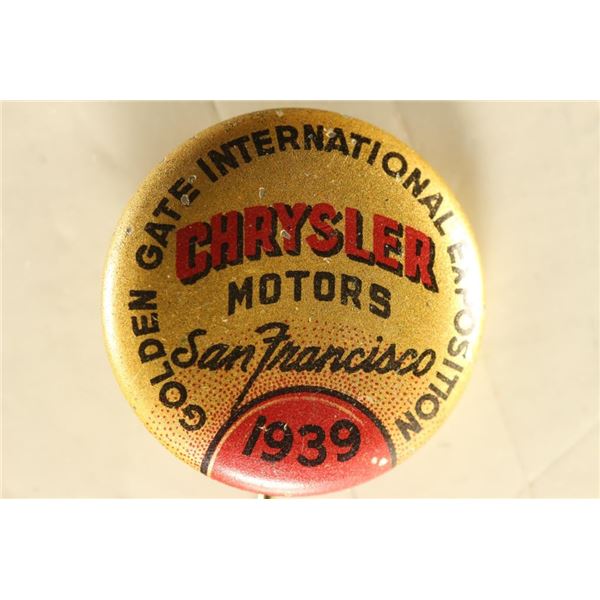 GOLDEN GATE INTERNATIONAL EXPOSITION
CHRYSLER
MOTORS
San Francisco
1939